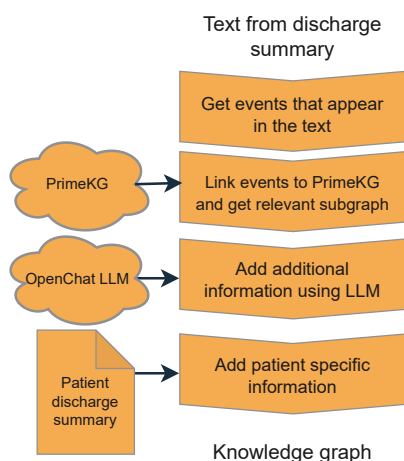 Text from discharge
summary
Get events that appear
in the text
PrimeKG
Link events to PrimeKG
and get relevant subgraph
OpenChat LLM
Add additional
information using LLM
Patient
discharge
summary
Add patient specific
information
Knowledge graph